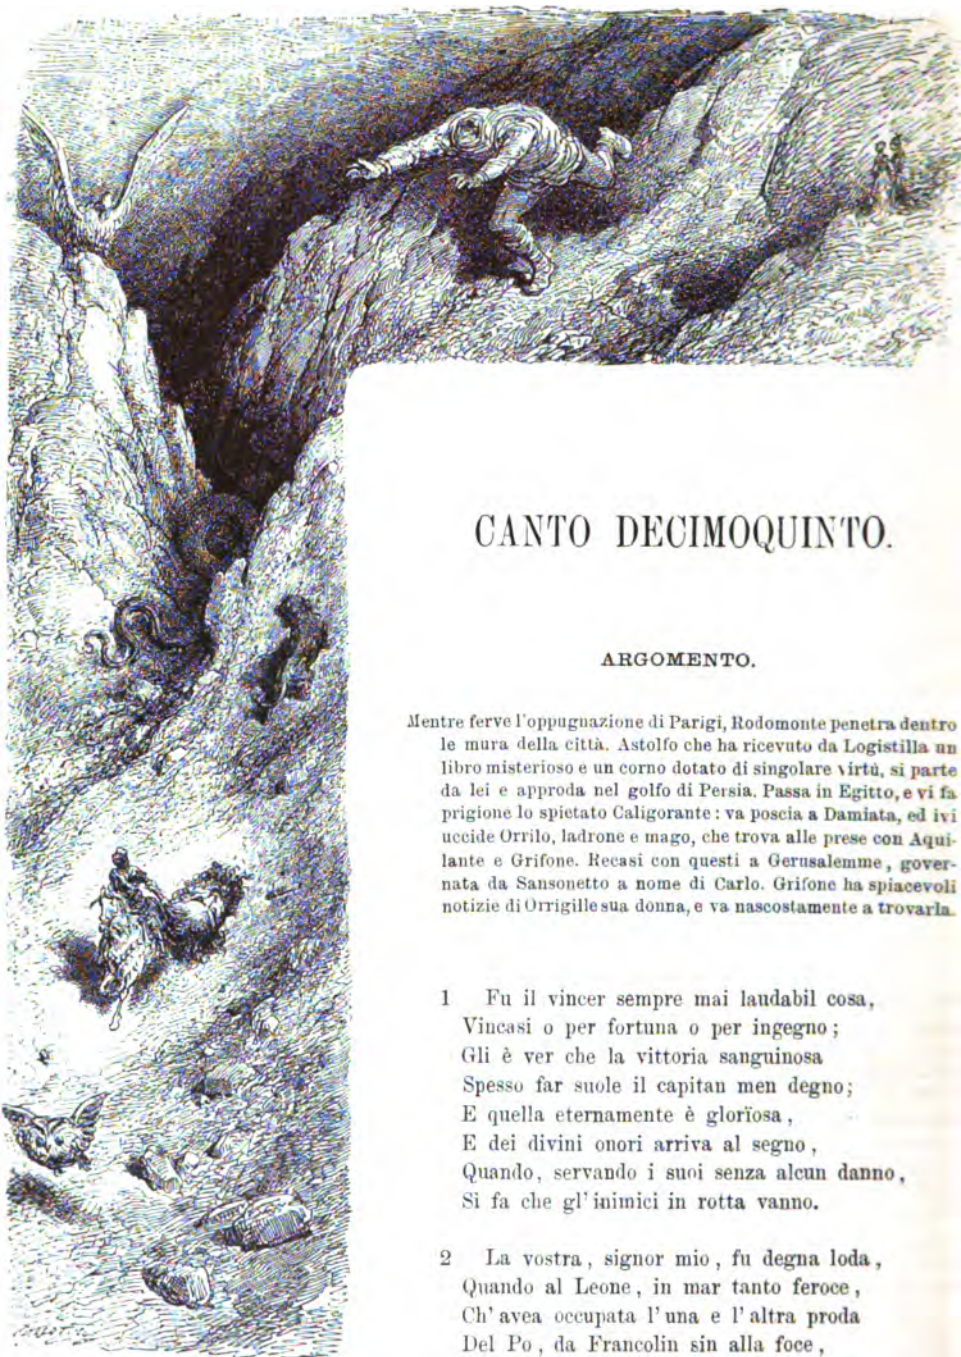 CANTO DECIMOQUINTO.
ARGOMENTO.
Mentre ferve l'oppugnazione di Parigi, Rodomonte penetra dentro
le mura della città. Astolfo che ha ricevuto da Logistilla un
libro misterioso e un corno dotato di singolare virtù, si parte
da lei e approda nel golfo di Persia. Passa in Egitto, e vi fa
prigione lo spietato Caligorante: va poscia a Damiata, ed ivi
uccide Orrilo, ladrone e mago, che trova alle prese con Aqui-
lante e Grifone. Recasi con questi a Gerusalemme, gover-
nata da Sansonetto a nome di Carlo. Grifone ha spiacevoli
notizie di Orrigille sua donna, e va nascostamente a trovarla.
1 Fu il vincer sempre mai laudabil cosa,
Vincasi o per fortuna o per ingegno;
Gli è ver che la vittoria sanguinosa
Spesso far suole il capitan men degno;
E quella eternamente è glorïosa,
E dei divini onori arriva al segno,
Quando, servando i suoi senza alcun danno,
Si fa che gl'inimici in rotta vanno.
2 La vostra, signor mio, fu degna loda,
Quando al Leone, in mar tanto feroce,
Ch'avea occupata l'una e l'altra proda
Del Po, da Francolin sin alla foce,